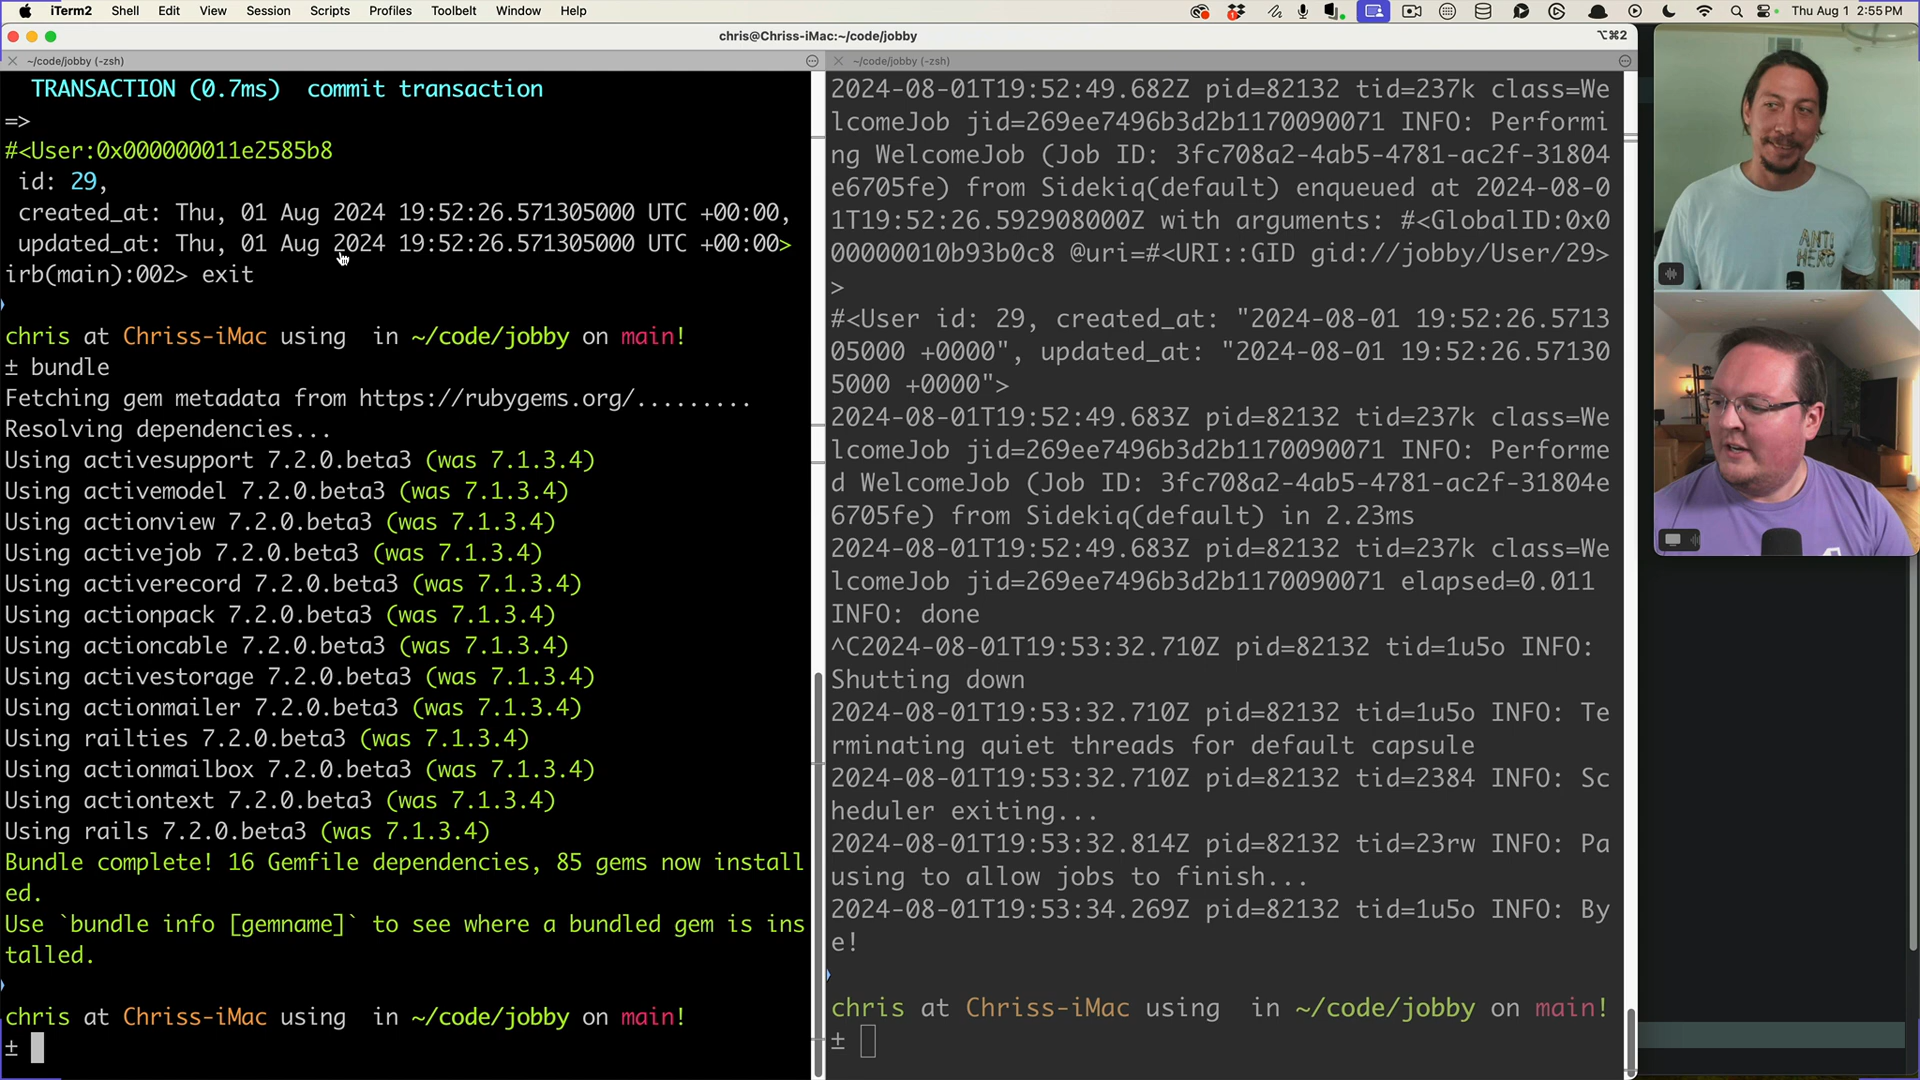 iTerm2 Shell Edit View Session Scripts Profiles Toolbelt Window Help
Thu Aug 1 2:55 PM
chris@Chriss-iMac:~/code/jobby
⌥⌘2
~/code/jobby (-zsh)
TRANSACTION (0.7ms)  commit transaction
=>
#<User:0x000000011e2585b8
id: 29,
created_at: Thu, 01 Aug 2024 19:52:26.571305000 UTC +00:00,
updated_at: Thu, 01 Aug 2024 19:52:26.571305000 UTC +00:00>
irb(main):002> exit
chris at Chriss-iMac using  in ~/code/jobby on main!
± bundle
Fetching gem metadata from https://rubygems.org/.........
Resolving dependencies...
Using activesupport 7.2.0.beta3 (was 7.1.3.4)
Using activemodel 7.2.0.beta3 (was 7.1.3.4)
Using actionview 7.2.0.beta3 (was 7.1.3.4)
Using activejob 7.2.0.beta3 (was 7.1.3.4)
Using activerecord 7.2.0.beta3 (was 7.1.3.4)
Using actionpack 7.2.0.beta3 (was 7.1.3.4)
Using actioncable 7.2.0.beta3 (was 7.1.3.4)
Using activestorage 7.2.0.beta3 (was 7.1.3.4)
Using actionmailer 7.2.0.beta3 (was 7.1.3.4)
Using railties 7.2.0.beta3 (was 7.1.3.4)
Using actionmailbox 7.2.0.beta3 (was 7.1.3.4)
Using actiontext 7.2.0.beta3 (was 7.1.3.4)
Using rails 7.2.0.beta3 (was 7.1.3.4)
Bundle complete! 16 Gemfile dependencies, 85 gems now install
ed.
Use `bundle info [gemname]` to see where a bundled gem is ins
talled.
chris at Chriss-iMac using  in ~/code/jobby on main!
±
~/code/jobby (-zsh)
2024-08-01T19:52:49.682Z pid=82132 tid=237k class=We
lcomeJob jid=269ee7496b3d2b1170090071 INFO: Performi
ng WelcomeJob (Job ID: 3fc708a2-4ab5-4781-ac2f-31804
e6705fe) from Sidekiq(default) enqueued at 2024-08-0
1T19:52:26.592908000Z with arguments: #<GlobalID:0x0
00000010b93b0c8 @uri=#<URI::GID gid://jobby/User/29>
>
#<User id: 29, created_at: "2024-08-01 19:52:26.5713
05000 +0000", updated_at: "2024-08-01 19:52:26.57130
5000 +0000">
2024-08-01T19:52:49.683Z pid=82132 tid=237k class=We
lcomeJob jid=269ee7496b3d2b1170090071 INFO: Performe
d WelcomeJob (Job ID: 3fc708a2-4ab5-4781-ac2f-31804e
6705fe) from Sidekiq(default) in 2.23ms
2024-08-01T19:52:49.683Z pid=82132 tid=237k class=We
lcomeJob jid=269ee7496b3d2b1170090071 elapsed=0.011
INFO: done
^C2024-08-01T19:53:32.710Z pid=82132 tid=1u5o INFO:
Shutting down
2024-08-01T19:53:32.710Z pid=82132 tid=1u5o INFO: Te
rminating quiet threads for default capsule
2024-08-01T19:53:32.710Z pid=82132 tid=2384 INFO: Sc
heduler exiting...
2024-08-01T19:53:32.814Z pid=82132 tid=23rw INFO: Pa
using to allow jobs to finish...
2024-08-01T19:53:34.269Z pid=82132 tid=1u5o INFO: By
e!
chris at Chriss-iMac using  in ~/code/jobby on main!
±
ANTI
HERO